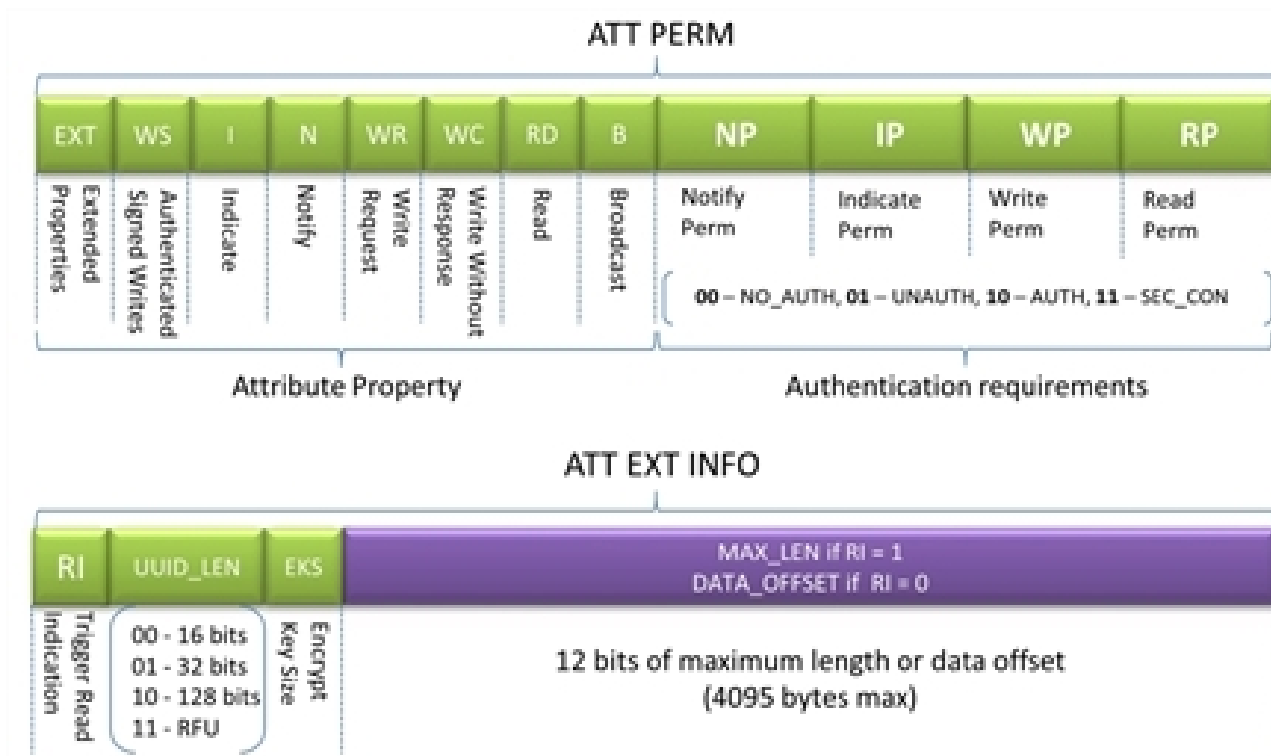 ATT PERM
EXT WS I N WR WC RD B NP IP WP RP
Extended Properties
Authenticated Signed Writes
Indicate
Notify
Write Request
Write Without Response
Read
Broadcast
Notify Perm
Indicate Perm
Write Perm
Read Perm
00 – NO_AUTH, 01 – UNAUTH, 10 – AUTH, 11 – SEC_CON
Attribute Property
Authentication requirements
ATT EXT INFO
RI UUID_LEN EKS
MAX_LEN if RI = 1
DATA_OFFSET if RI = 0
Trigger Read Indication
00 - 16 bits
01 - 32 bits
10 - 128 bits
11 - RFU
Encrypt Key Size
12 bits of maximum length or data offset
(4095 bytes max)